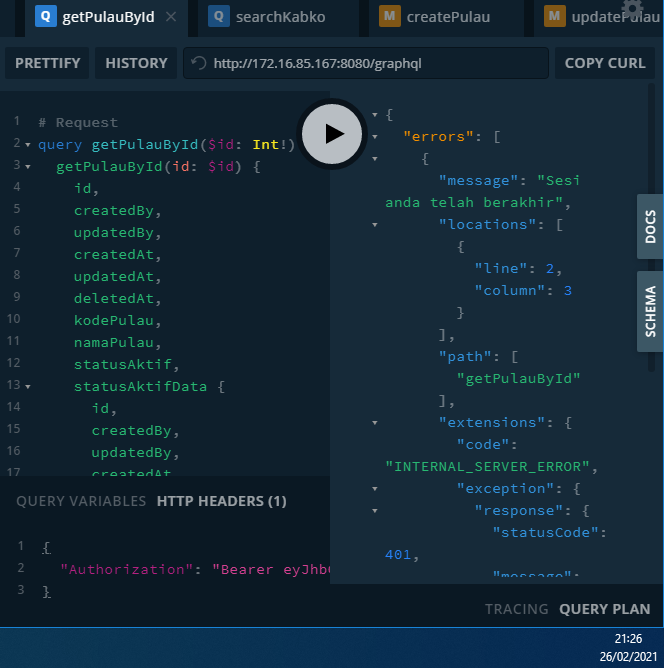 getPulauById
searchKabko
createPulau
updatePulau
PRETTIFY
HISTORY
http://172.16.85.167:8080/graphql
COPY CURL
1 # Request
2 query getPulauById($id: Int!)
3 getPulauById(id: $id) {
4 id,
5 createdBy,
6 updatedBy,
7 createdAt,
8 updatedAt,
9 deletedAt,
10 kodePulau,
11 namaPulau,
12 statusAktif,
13 statusAktifData {
14 id,
15 createdBy,
16 updatedBy,
17 createdAt
QUERY VARIABLES HTTP HEADERS (1)
1 {
2 "Authorization": "Bearer eyJhb
3 }
{
"errors": [
{
"message": "Sesi
anda telah berakhir",
"locations": [
{
"line": 2,
"column": 3
}
],
"path": [
"getPulauById"
],
"extensions": {
"code":
"INTERNAL_SERVER_ERROR",
"exception": {
"response": {
"statusCode":
401,
"message":
DOCS
SCHEMA
TRACING QUERY PLAN
21:26
26/02/2021